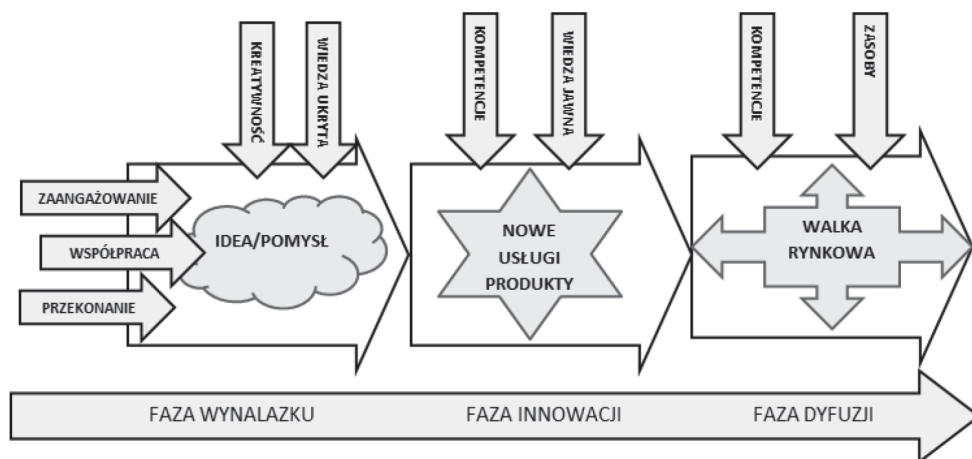 KREATYWNOŚĆ
WIEDZA UKRYTA
KOMPETENCJE
WIEDZA JAWNA
KOMPETENCJE
ZASOBY
ZAANGAŻOWANIE
WSPÓŁPRACA
PRZEKONANIE
IDEA/POMYSŁ
NOWE
USŁUGI
PRODUKTY
WALKA
RYNKOWA
FAZA WYNALAZKU
FAZA INNOWACJI
FAZA DYFUZJI